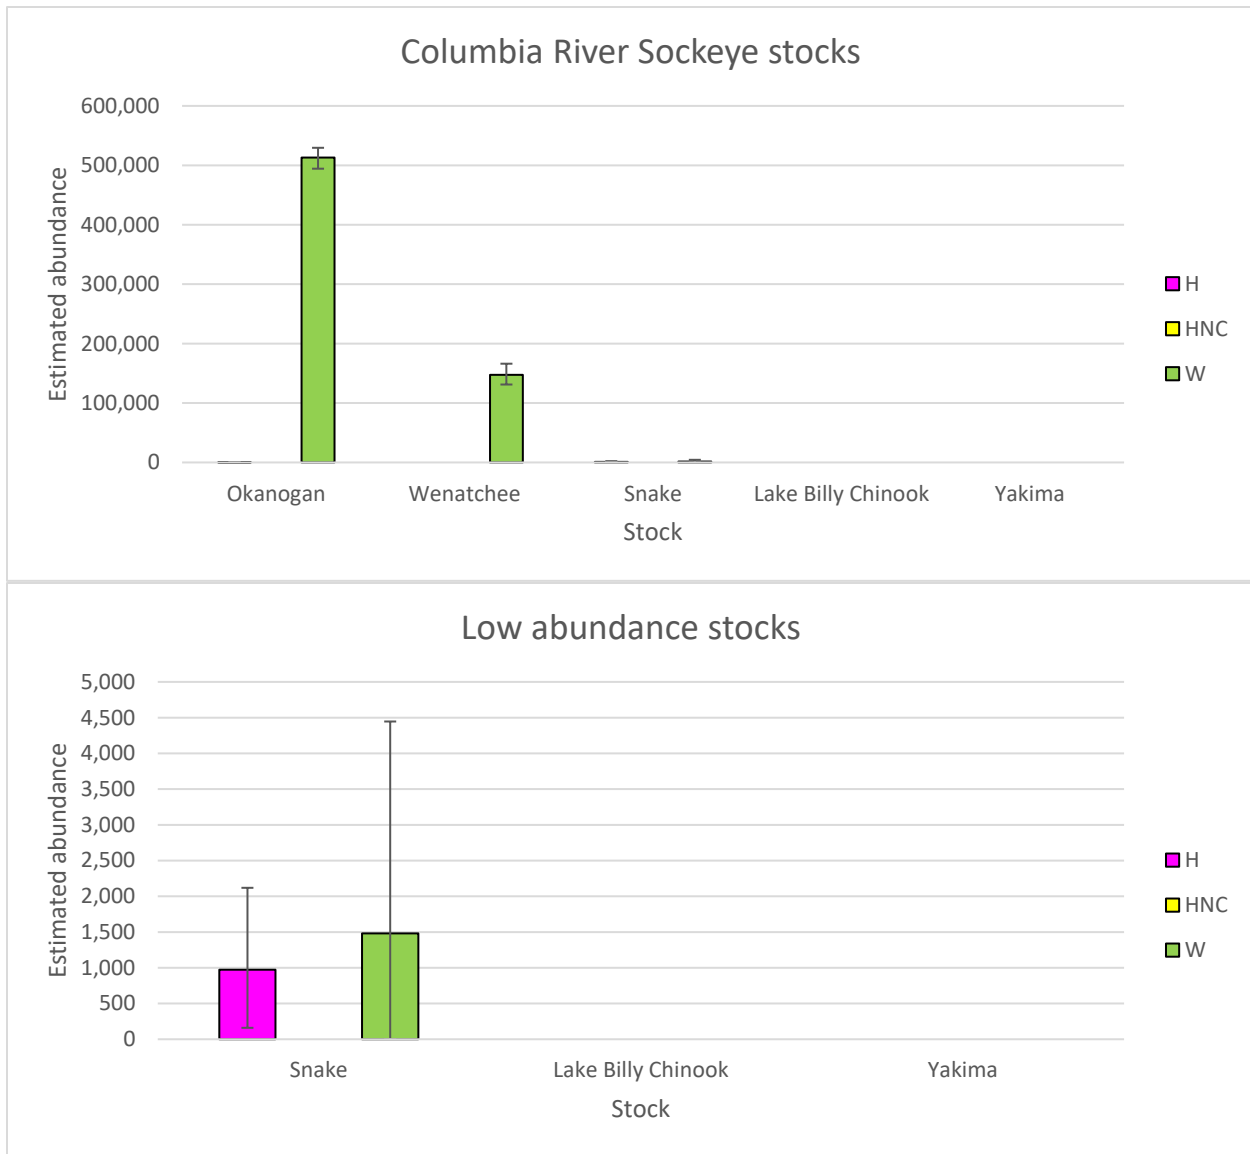 Columbia River Sockeye stocks
600,000
500,000
400,000
300,000
200,000
100,000
0
Estimated abundance
Okanogan Wenatchee Snake Lake Billy Chinook Yakima
Stock
H
HNC
W
Low abundance stocks
5,000
4,500
4,000
3,500
3,000
2,500
2,000
1,500
1,000
500
0
Estimated abundance
Snake Lake Billy Chinook Yakima
Stock
H
HNC
W